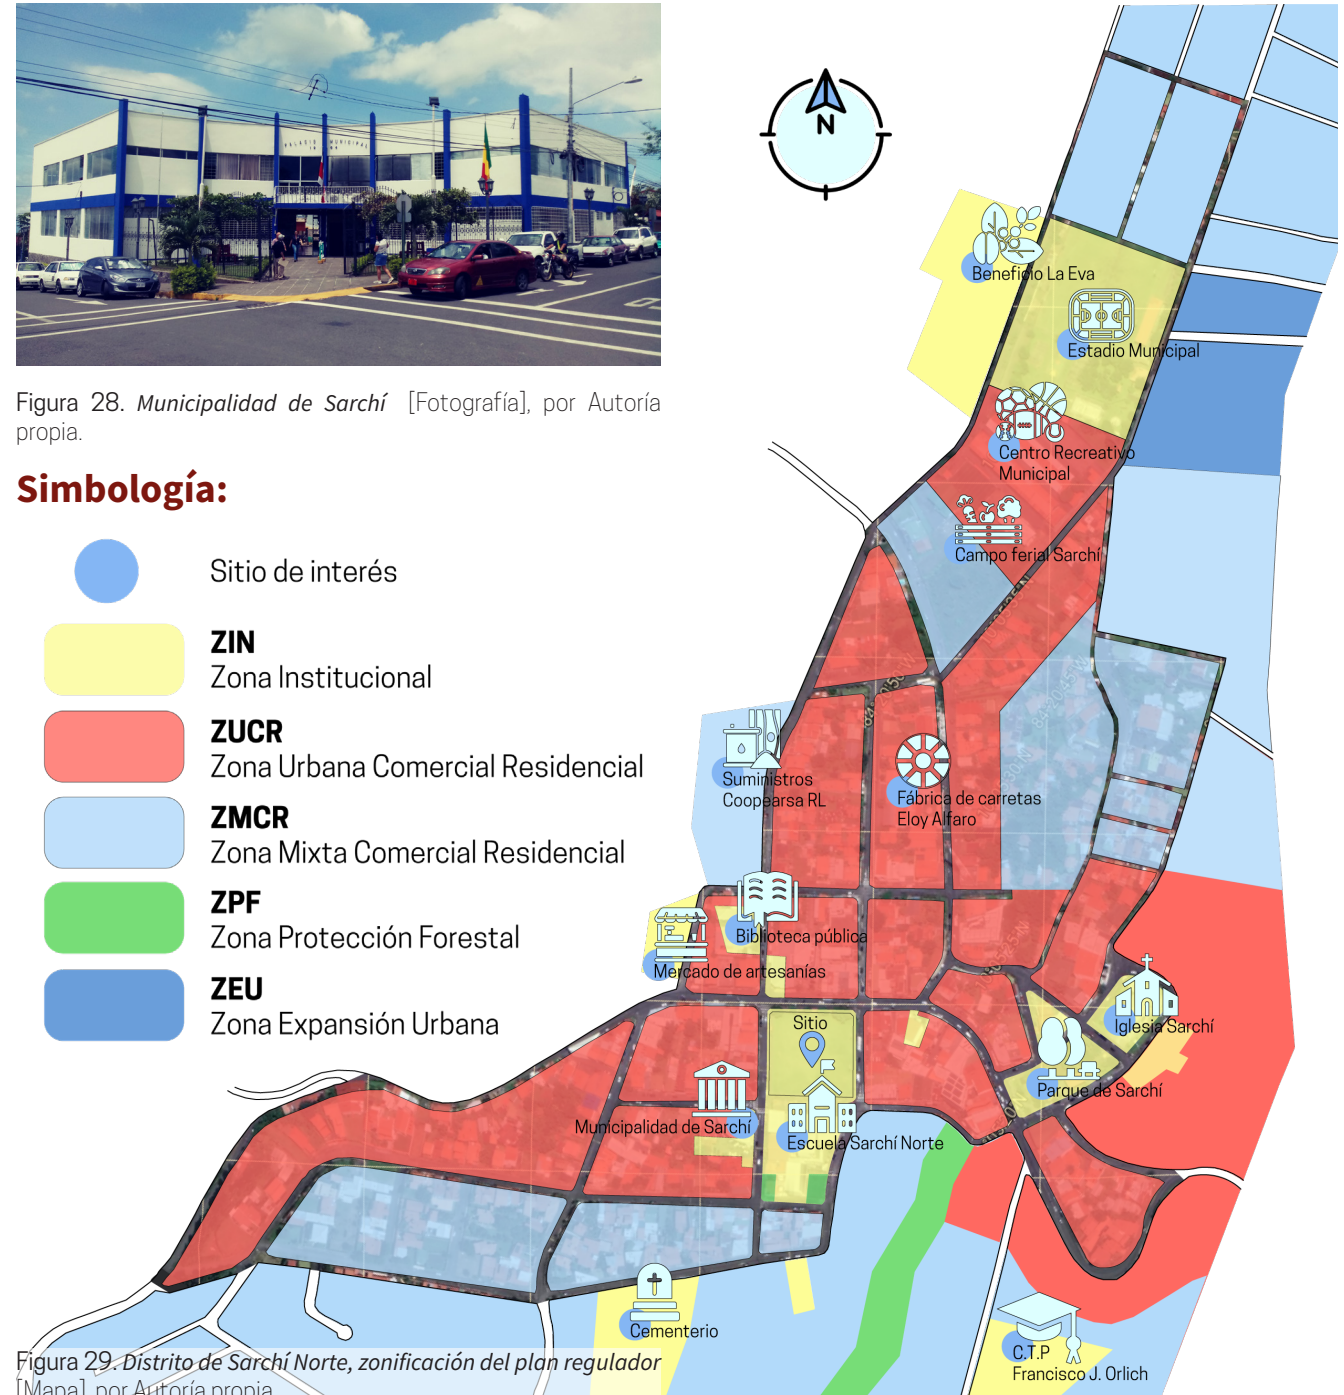 PALACIO MUNICIPAL
Figura 28. Municipalidad de Sarchí [Fotografía], por Autoría
propia.
Simbología:
Sitio de interés
ZIN
Zona Institucional
ZUCR
Zona Urbana Comercial Residencial
ZMCR
Zona Mixta Comercial Residencial
ZPF
Zona Protección Forestal
ZEU
Zona Expansión Urbana
N
Beneficio La Eva
Estadio Municipal
Centro Recreativo
Municipal
Campo ferial Sarchí
Suministros
Coopearsa RL
Fábrica de carretas
Eloy Alfaro
Biblioteca pública
Mercado de artesanías
Sitio
Iglesia Sarchí
Parque de Sarchí
Municipalidad de Sarchí
Escuela Sarchí Norte
Cementerio
C.T.P
Francisco J. Orlich
Figura 29. Distrito de Sarchí Norte, zonificación del plan regulador
[Mapa], por Autoría propia